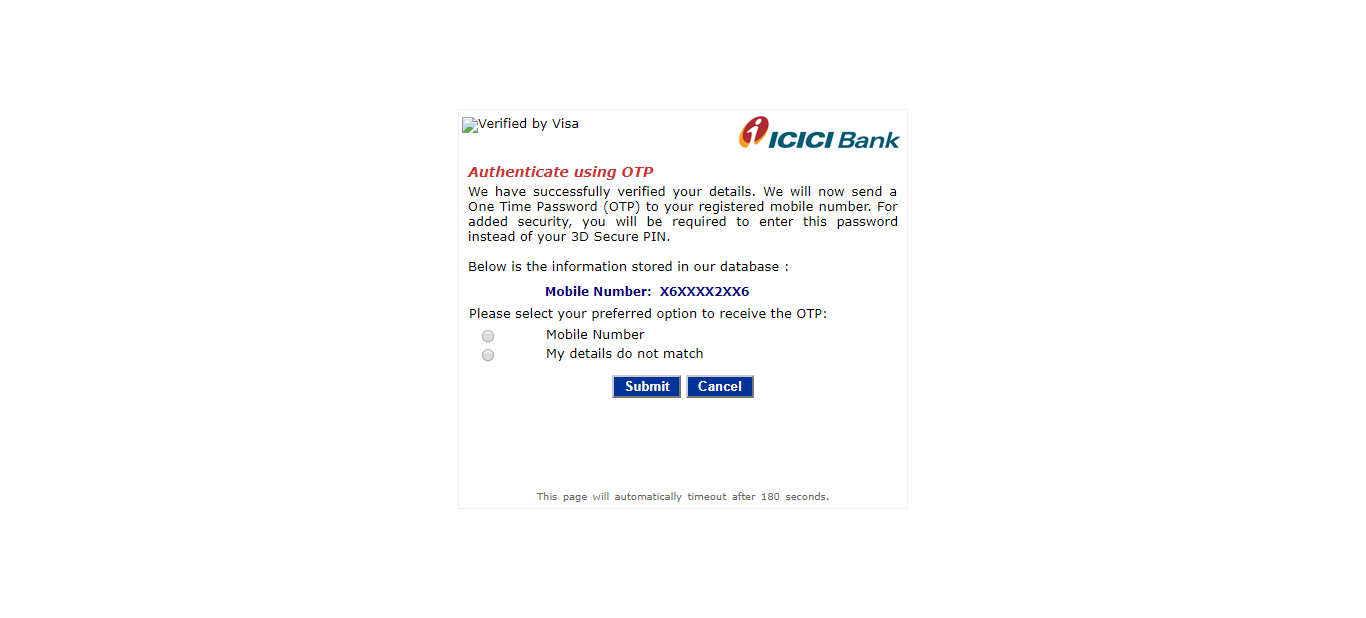 Verified by Visa
i ICICI Bank
Authenticate using OTP
We have successfully verified your details. We will now send a
One Time Password (OTP) to your registered mobile number. For
added security, you will be required to enter this password
instead of your 3D Secure PIN.
Below is the information stored in our database :
Mobile Number: X6XXXX2XX6
Please select your preferred option to receive the OTP:
Mobile Number
My details do not match
Submit Cancel
This page will automatically timeout after 180 seconds.